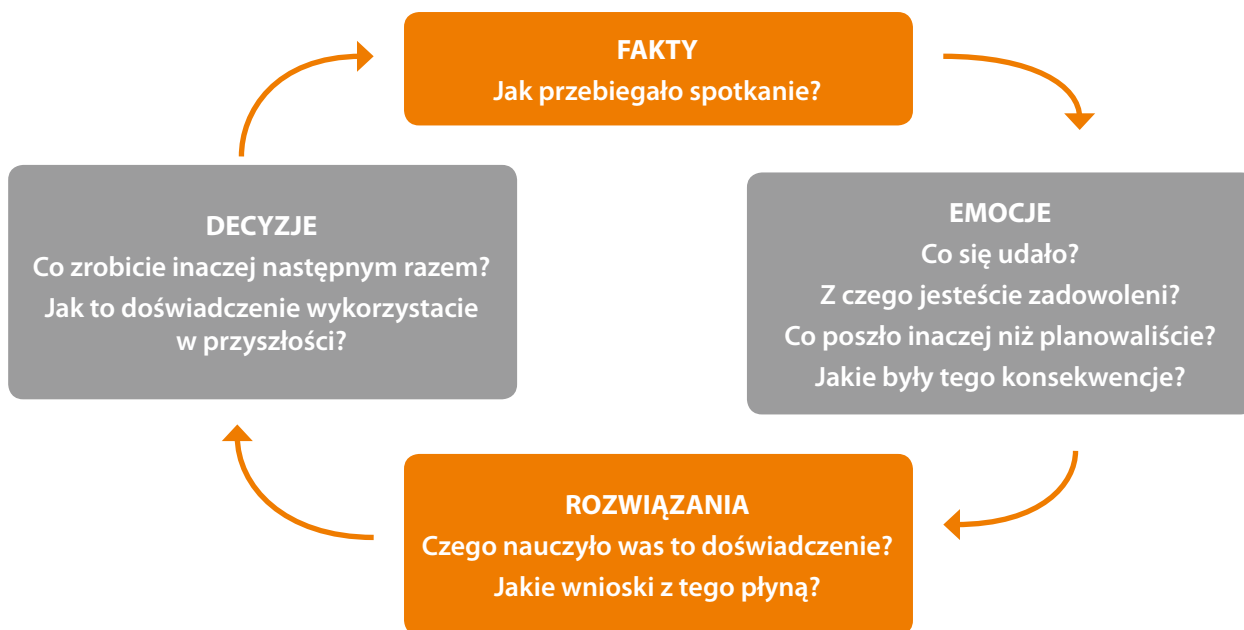 FAKTY
Jak przebiegało spotkanie?
EMOCJE
Co się udało?
Z czego jesteście zadowoleni?
Co poszło inaczej niż planowaliście?
Jakie były tego konsekwencje?
ROZWIĄZANIA
Czego nauczyło was to doświadczenie?
Jakie wnioski z tego płyną?
DECYZJE
Co zrobicie inaczej następnym razem?
Jak to doświadczenie wykorzystacie
w przyszłości?